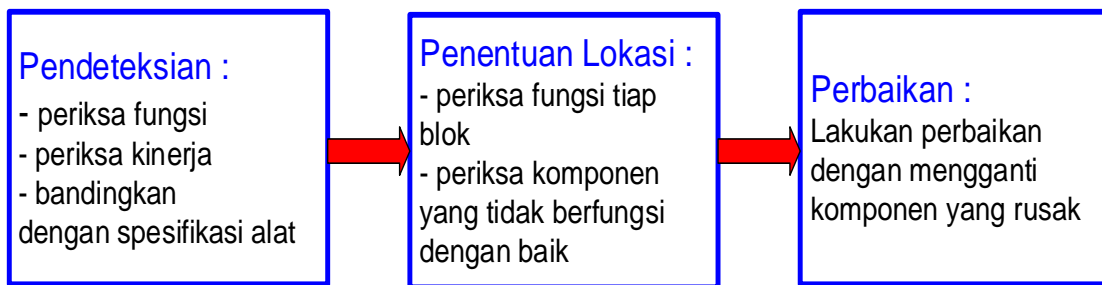 Pendeteksian :
- periksa fungsi
- periksa kinerja
- bandingkan
dengan spesifikasi alat
Penentuan Lokasi :
- periksa fungsi tiap
blok
- periksa komponen
yang tidak berfungsi
dengan baik
Perbaikan :
Lakukan perbaikan
dengan mengganti
komponen yang rusak